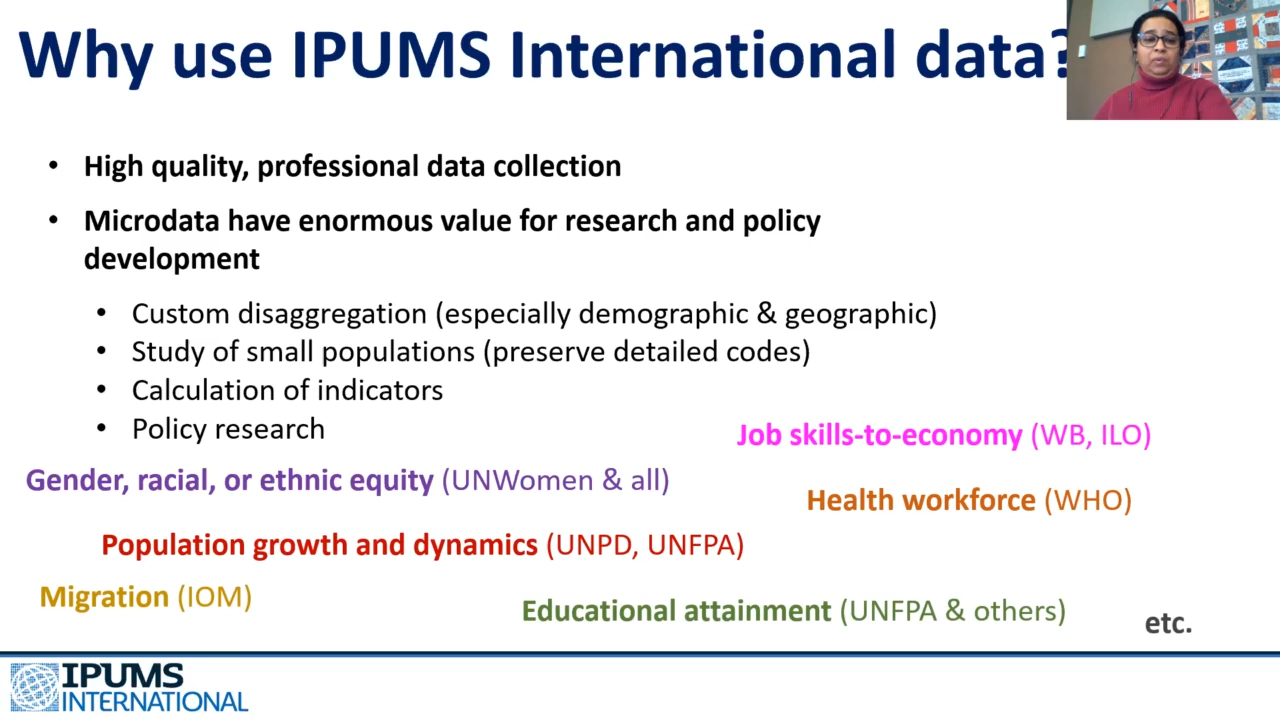 Why use IPUMS International data?
• High quality, professional data collection
• Microdata have enormous value for research and policy
development
• Custom disaggregation (especially demographic & geographic)
• Study of small populations (preserve detailed codes)
• Calculation of indicators
• Policy research
Job skills-to-economy (WB, ILO)
Gender, racial, or ethnic equity (UNWomen & all)
Health workforce (WHO)
Population growth and dynamics (UNPD, UNFPA)
Migration (IOM)
Educational attainment (UNFPA & others)
etc.
IPUMS
INTERNATIONAL